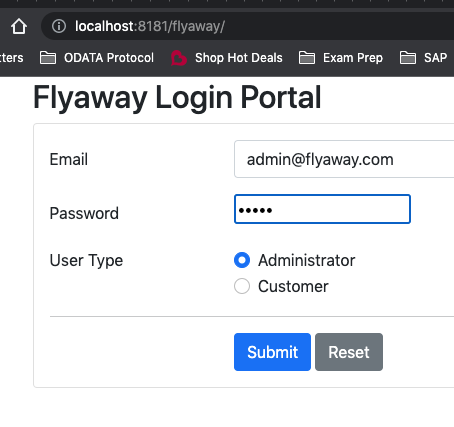 localhost:8181/flyaway/
ters ODATA Protocol Shop Hot Deals Exam Prep SAP
Flyaway Login Portal
Email admin@flyaway.com
Password •••••
User Type Administrator
Customer
Submit Reset